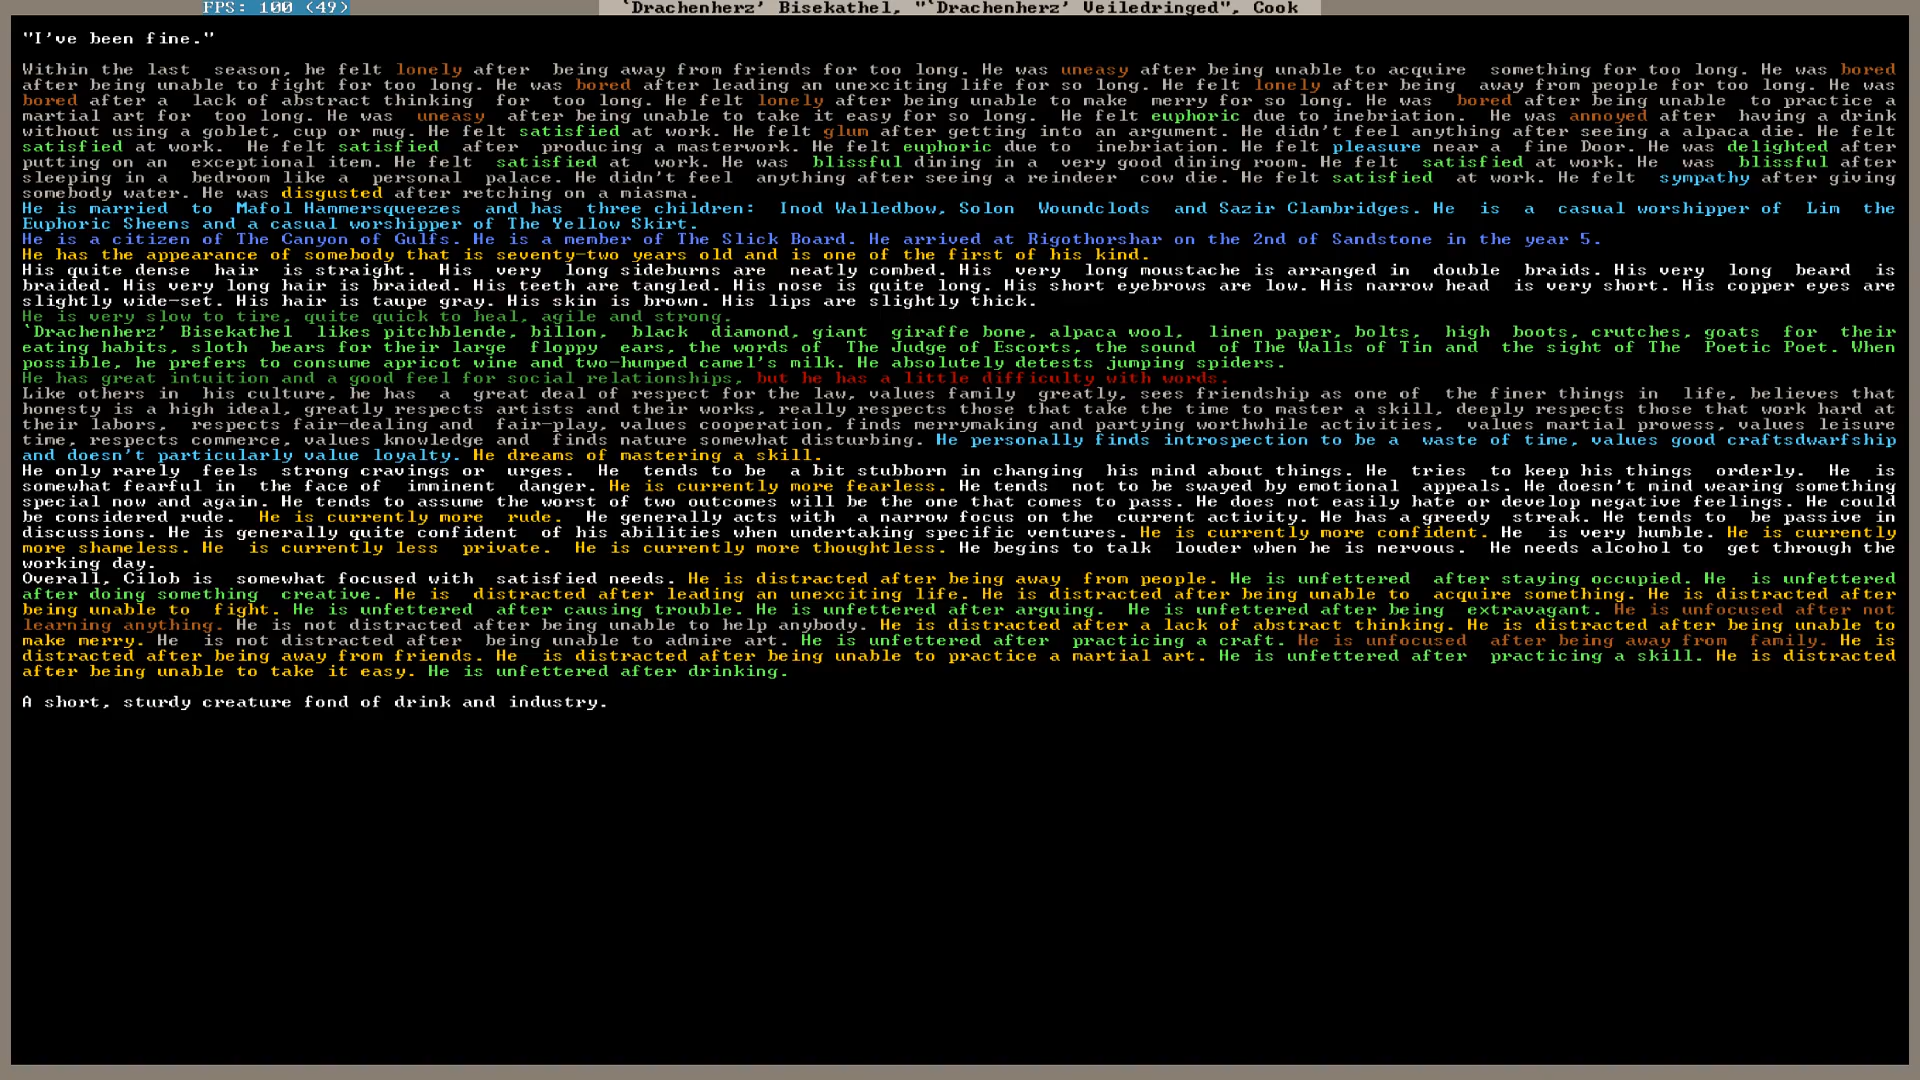 FPS: 100 (49)
`Drachenherz' Bisekathel, "`Drachenherz' Veiledringed", Cook
"I've been fine."
Within the last season, he felt lonely after being away from friends for too long. He was uneasy after being unable to acquire something for too long. He was bored
after being unable to fight for too long. He was bored after leading an unexciting life for so long. He felt lonely after being away from people for too long. He was
bored after a lack of abstract thinking for too long. He felt lonely after being unable to make merry for so long. He was bored after being unable to practice a
martial art for too long. He was uneasy after being unable to take it easy for so long. He felt euphoric due to inebriation. He was annoyed after having a drink
without using a goblet, cup or mug. He felt satisfied at work. He felt glum after getting into an argument. He didn't feel anything after seeing a alpaca die. He felt
satisfied at work. He felt satisfied after producing a masterwork. He felt euphoric due to inebriation. He felt pleasure near a fine Door. He was delighted after
putting on an exceptional item. He felt satisfied at work. He was blissful dining in a very good dining room. He felt satisfied at work. He was blissful after
sleeping in a bedroom like a personal palace. He didn't feel anything after seeing a reindeer cow die. He felt satisfied at work. He felt sympathy after giving
somebody water. He was disgusted after retching on a miasma.
He is married to Mafol Hammersqueezes and has three children: Inod Walledbow, Solon Woundclods and Sazir Clambridges. He is a casual worshipper of Lim the
Euphoric Sheens and a casual worshipper of The Yellow Skirt.
He is a citizen of The Canyon of Gulfs. He is a member of The Slick Board. He arrived at Rigothorshar on the 2nd of Sandstone in the year 5.
He has the appearance of somebody that is seventy-two years old and is one of the first of his kind.
His quite dense hair is straight. His very long sideburns are neatly combed. His very long moustache is arranged in double braids. His very long beard is
braided. His very long hair is braided. His teeth are tangled. His nose is quite long. His short eyebrows are low. His narrow head is very short. His copper eyes are
slightly wide-set. His hair is taupe gray. His skin is brown. His lips are slightly thick.
He is very slow to tire, quite quick to heal, agile and strong.
`Drachenherz' Bisekathel likes pitchblende, billon, black diamond, giant giraffe bone, alpaca wool, linen paper, bolts, high boots, crutches, goats for their
eating habits, sloth bears for their large floppy ears, the words of The Judge of Escorts, the sound of The Walls of Tin and the sight of The Poetic Poet. When
possible, he prefers to consume apricot wine and two-humped camel's milk. He absolutely detests jumping spiders.
He has great intuition and a good feel for social relationships, but he has a little difficulty with words.
Like others in his culture, he has a great deal of respect for the law, values family greatly, sees friendship as one of the finer things in life, believes that
honesty is a high ideal, greatly respects artists and their works, really respects those that take the time to master a skill, deeply respects those that work hard at
their labors, respects fair-dealing and fair-play, values cooperation, finds merrymaking and partying worthwhile activities, values martial prowess, values leisure
time, respects commerce, values knowledge and finds nature somewhat disturbing. He personally finds introspection to be a waste of time, values good craftsdwarfship
and doesn't particularly value loyalty. He dreams of mastering a skill.
He only rarely feels strong cravings or urges. He tends to be a bit stubborn in changing his mind about things. He tries to keep his things orderly. He is
somewhat fearful in the face of imminent danger. He is currently more fearless. He tends not to be swayed by emotional appeals. He doesn't mind wearing something
special now and again. He tends to assume the worst of two outcomes will be the one that comes to pass. He does not easily hate or develop negative feelings. He could
be considered rude. He is currently more rude. He generally acts with a narrow focus on the current activity. He has a greedy streak. He tends to be passive in
discussions. He is generally quite confident of his abilities when undertaking specific ventures. He is currently more confident. He is very humble. He is currently
more shameless. He is currently less private. He is currently more thoughtless. He begins to talk louder when he is nervous. He needs alcohol to get through the
working day.
Overall, Cilob is somewhat focused with satisfied needs. He is distracted after being away from people. He is unfettered after staying occupied. He is unfettered
after doing something creative. He is distracted after leading an unexciting life. He is distracted after being unable to acquire something. He is distracted after
being unable to fight. He is unfettered after causing trouble. He is unfettered after arguing. He is unfettered after being extravagant. He is unfocused after not
learning anything. He is not distracted after being unable to help anybody. He is distracted after a lack of abstract thinking. He is distracted after being unable to
make merry. He is not distracted after being unable to admire art. He is unfettered after practicing a craft. He is unfocused after being away from family. He is
distracted after being away from friends. He is distracted after being unable to practice a martial art. He is unfettered after practicing a skill. He is distracted
after being unable to take it easy. He is unfettered after drinking.
A short, sturdy creature fond of drink and industry.